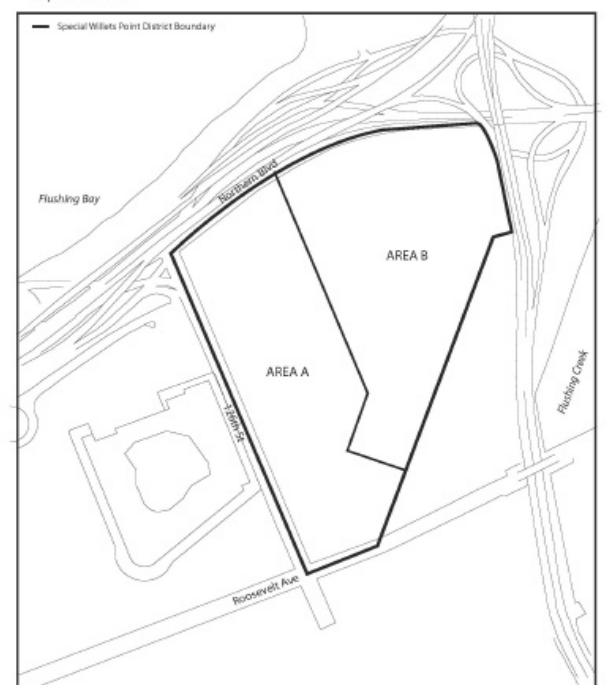 Special Willets Point District Boundary
Northern Blvd
Flushing Bay
AREA B
AREA A
Flushing Creek
126th St
Roosevelt Ave